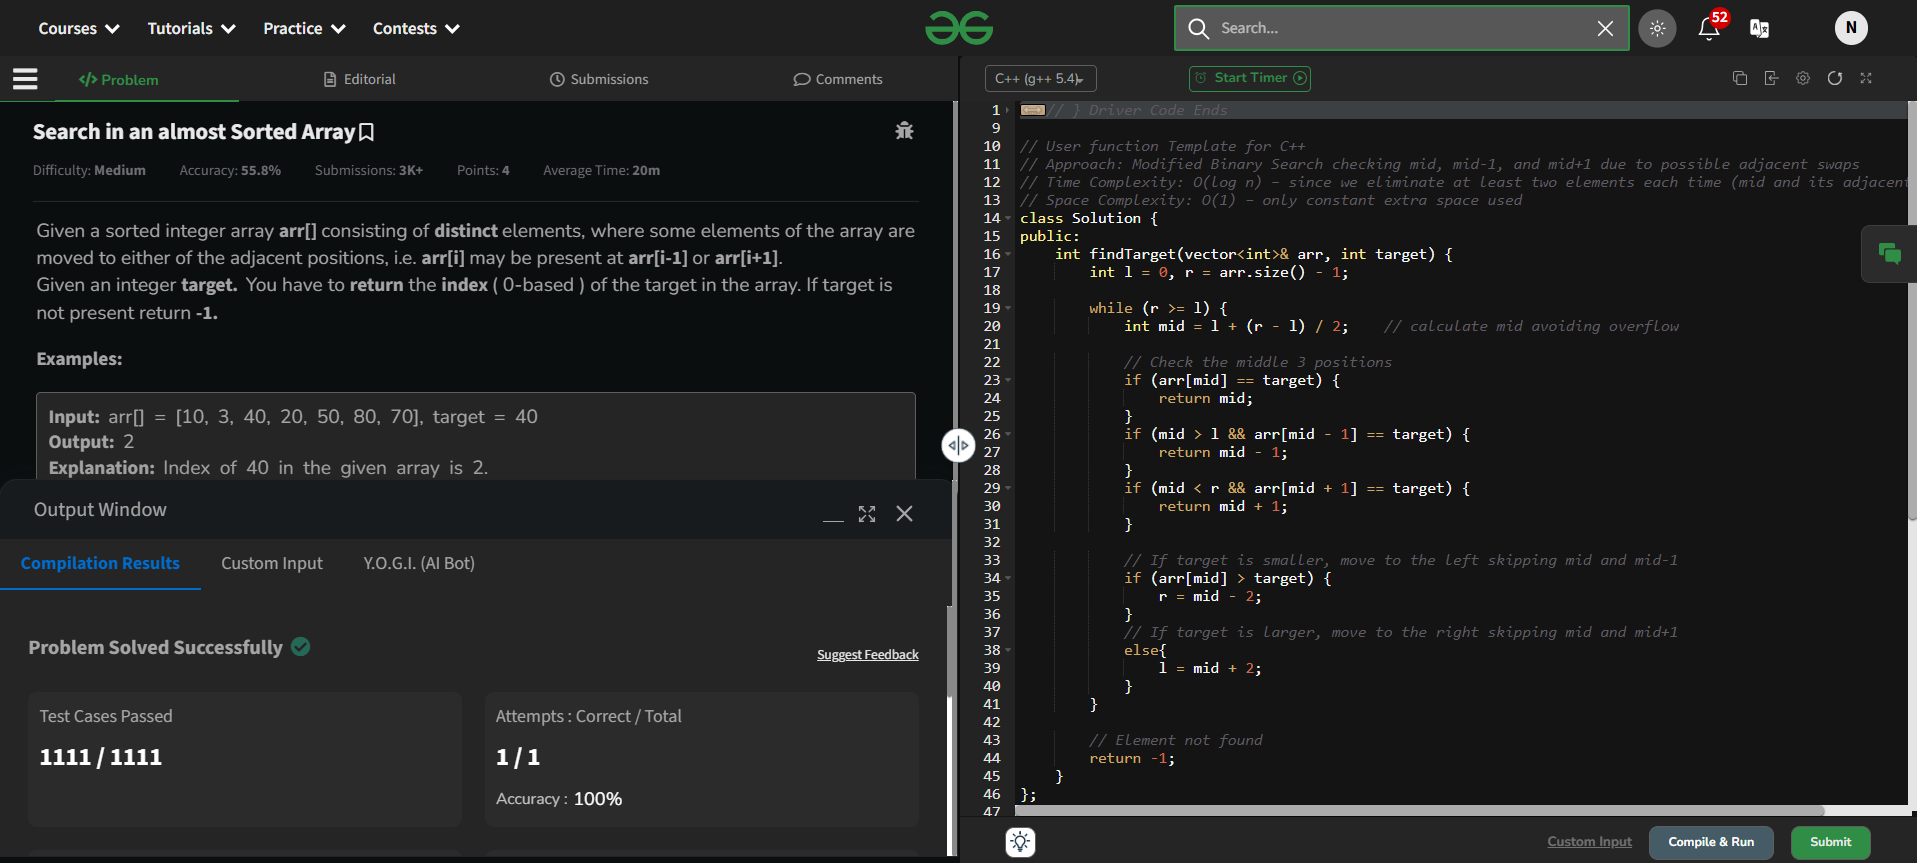 Courses
Tutorials
Practice
Contests
Search...
52
N
Problem
Editorial
Submissions
Comments
C++ (g++ 5.4)
Start Timer
Search in an almost Sorted Array
Difficulty: Medium Accuracy: 55.8% Submissions: 3K+ Points: 4 Average Time: 20m
Given a sorted integer array arr[] consisting of distinct elements, where some elements of the array are
moved to either of the adjacent positions, i.e. arr[i] may be present at arr[i-1] or arr[i+1].
Given an integer target. You have to return the index ( 0-based ) of the target in the array. If target is
not present return -1.
Examples:
Input: arr[] = [10, 3, 40, 20, 50, 80, 70], target = 40
Output: 2
Explanation: Index of 40 in the given array is 2.
Output Window
Compilation Results
Custom Input
Y.O.G.I. (AI Bot)
Problem Solved Successfully
Suggest Feedback
Test Cases Passed
1111 / 1111
Attempts : Correct / Total
1 / 1
Accuracy : 100%
1 // } Driver Code Ends
9
10 // User function Template for C++
11 // Approach: Modified Binary Search checking mid, mid-1, and mid+1 due to possible adjacent swaps
12 // Time Complexity: O(log n) – since we eliminate at least two elements each time (mid and its adjacent
13 // Space Complexity: O(1) – only constant extra space used
14 class Solution {
15 public:
16 int findTarget(vector<int>& arr, int target) {
17 int l = 0, r = arr.size() - 1;
18
19 while (r >= l) {
20 int mid = l + (r - l) / 2; // calculate mid avoiding overflow
21
22 // Check the middle 3 positions
23 if (arr[mid] == target) {
24 return mid;
25 }
26 if (mid > l && arr[mid - 1] == target) {
27 return mid - 1;
28 }
29 if (mid < r && arr[mid + 1] == target) {
30 return mid + 1;
31 }
32
33 // If target is smaller, move to the left skipping mid and mid-1
34 if (arr[mid] > target) {
35 r = mid - 2;
36 }
37 // If target is larger, move to the right skipping mid and mid+1
38 else{
39 l = mid + 2;
40 }
41 }
42
43 // Element not found
44 return -1;
45 }
46 };
47
Custom Input
Compile & Run
Submit